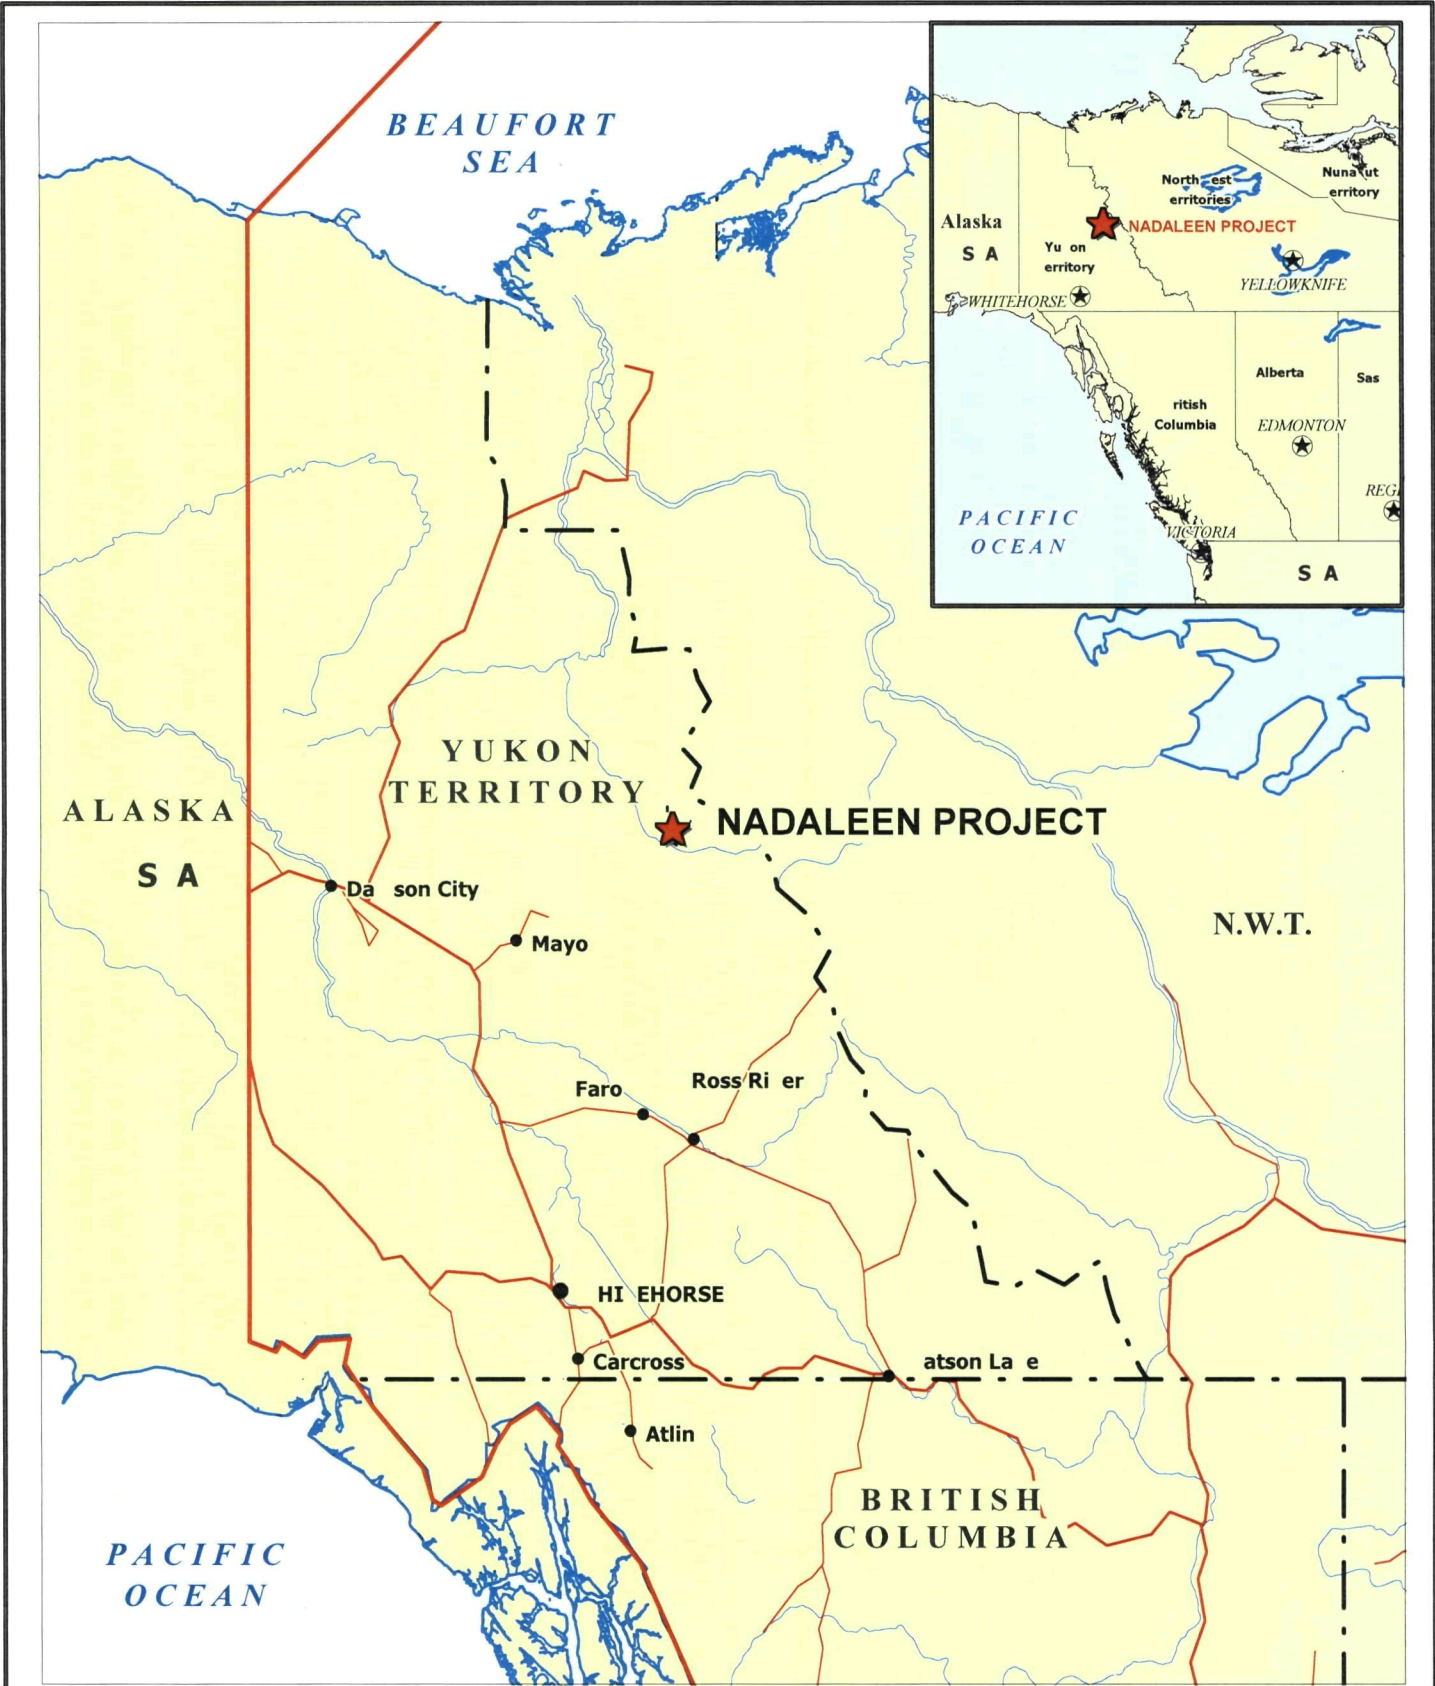 BEAUFORT
SEA
North est
erritories
Nuna ut
erritory
Alaska
S A
NADALEEN PROJECT
Yu on
erritory
YELLOWKNIFE
WHITEHORSE
Alberta
Sas
ritish
Columbia
EDMONTON
REG
PACIFIC
OCEAN
VICTORIA
S A
YUKON
TERRITORY
ALASKA
S A
NADALEEN PROJECT
Da son City
Mayo
N.W.T.
Faro
Ross Ri er
HI EHORSE
Carcross
atson La e
Atlin
BRITISH
COLUMBIA
PACIFIC
OCEAN